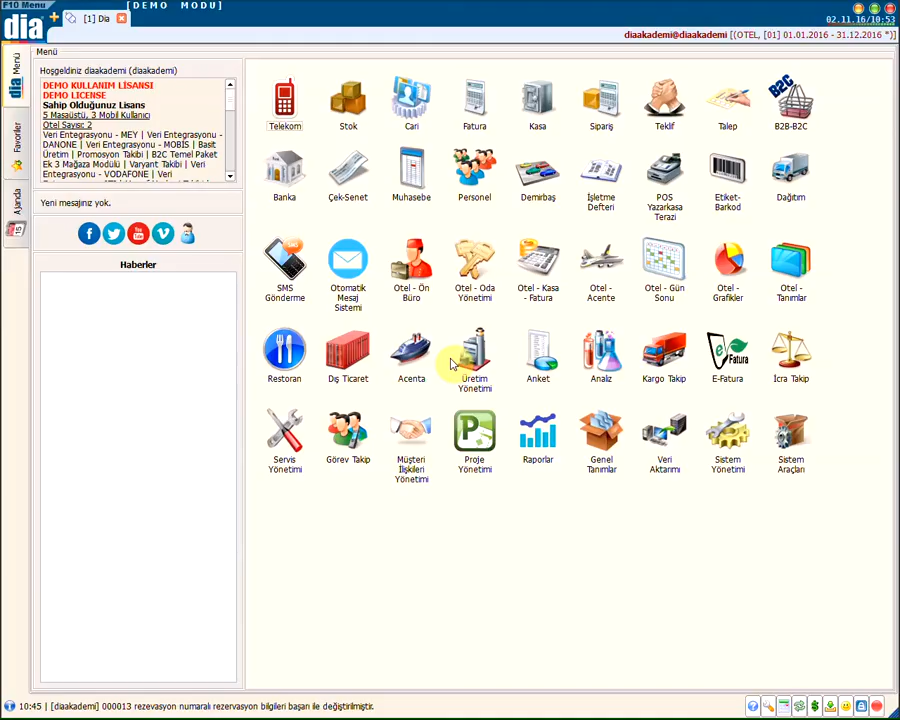 F10 Menu
[DEMO MODU]
dia
[1] Dia
02.11.16/10:53
diaakademi@diaakademi [(OTEL, [01] 01.01.2016 - 31.12.2016 *)]
Menü
dia Menü
Favoriler
Ajanda
15
Hoşgeldiniz diaakademi (diaakademi)
DEMO KULLANIM LİSANSI
DEMO LICENSE
Sahip Olduğunuz Lisans
5 Masaüstü, 3 Mobil Kullanıcı
Otel Sayısı: 2
Veri Entegrasyonu - MEY | Veri Entegrasyonu -
DANONE | Veri Entegrasyonu - MOBİS | Basit
Üretim | Promosyon Takibi | B2C Temel Paket
Ek 3 Mağaza Modülü | Varyant Takibi | Veri
Entegrasyonu - VODAFONE | Veri
Yeni mesajınız yok.
Haberler
Telekom
Stok
Cari
Fatura
Kasa
Sipariş
Teklif
Talep
B2C
B2B-B2C
Banka
Çek-Senet
Muhasebe
Personel
Demirbaş
İşletme Defteri
POS Yazarkasa Terazi
Etiket-Barkod
Dağıtım
SMS
SMS Gönderme
Otomatik Mesaj Sistemi
Otel - Ön Büro
Otel - Oda Yönetimi
Otel - Kasa - Fatura
Otel - Acente
Otel - Gün Sonu
Otel - Grafikler
Otel - Tanımlar
Restoran
Dış Ticaret
Acenta
Üretim Yönetimi
Anket
Analiz
Kargo Takip
Fatura
E-Fatura
İcra Takip
Servis Yönetimi
Görev Takip
Müşteri İlişkileri Yönetimi
Proje Yönetimi
Raporlar
Genel Tanımlar
Veri Aktarımı
Sistem Yönetimi
Sistem Araçları
10:45 | [diaakademi] 000013 rezevasyon numaralı rezervasyon bilgileri başarı ile değiştirilmiştir.